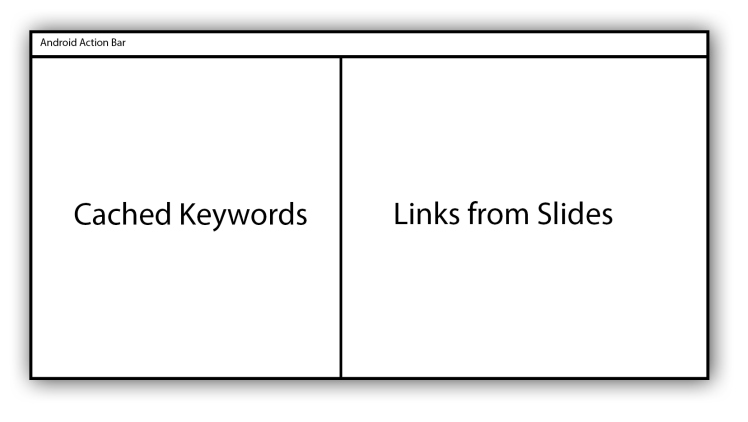 Android Action Bar
Cached Keywords
Links from Slides